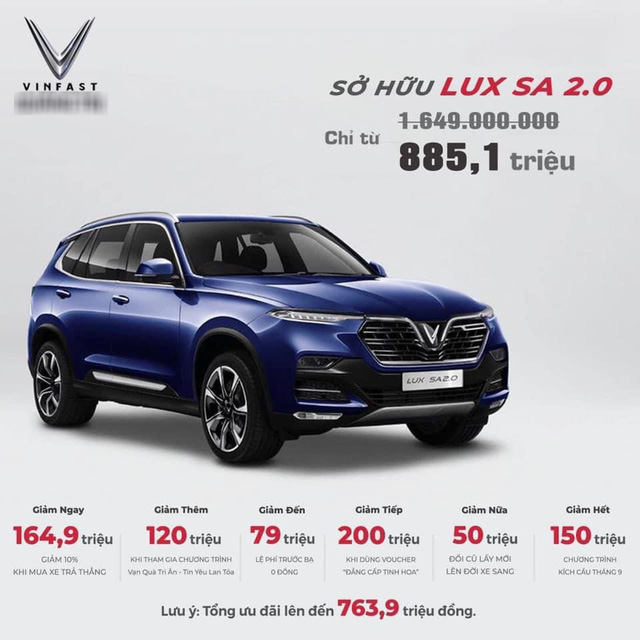 VINFAST
SỞ HỮU LUX SA 2.0
1.649.000.000
Chỉ từ 885,1 triệu
LUX SA2.0
Giảm Ngay
164,9 triệu
GIẢM 10%
KHI MUA XE TRẢ THẲNG
Giảm Thêm
120 triệu
KHI THAM GIA CHƯƠNG TRÌNH
Vạn Quà Tri Ân - Tin Yêu Lan Tỏa
Giảm Đến
79 triệu
LỆ PHÍ TRƯỚC BẠ
0 ĐỒNG
Giảm Tiếp
200 triệu
KHI DÙNG VOUCHER
"ĐẲNG CẤP TINH HOA"
Giảm Nữa
50 triệu
ĐỔI CŨ LẤY MỚI
LÊN ĐỜI XE SANG
Giảm Hết
150 triệu
CHƯƠNG TRÌNH
KÍCH CẦU THÁNG 9
Lưu ý: Tổng ưu đãi lên đến 763,9 triệu đồng.